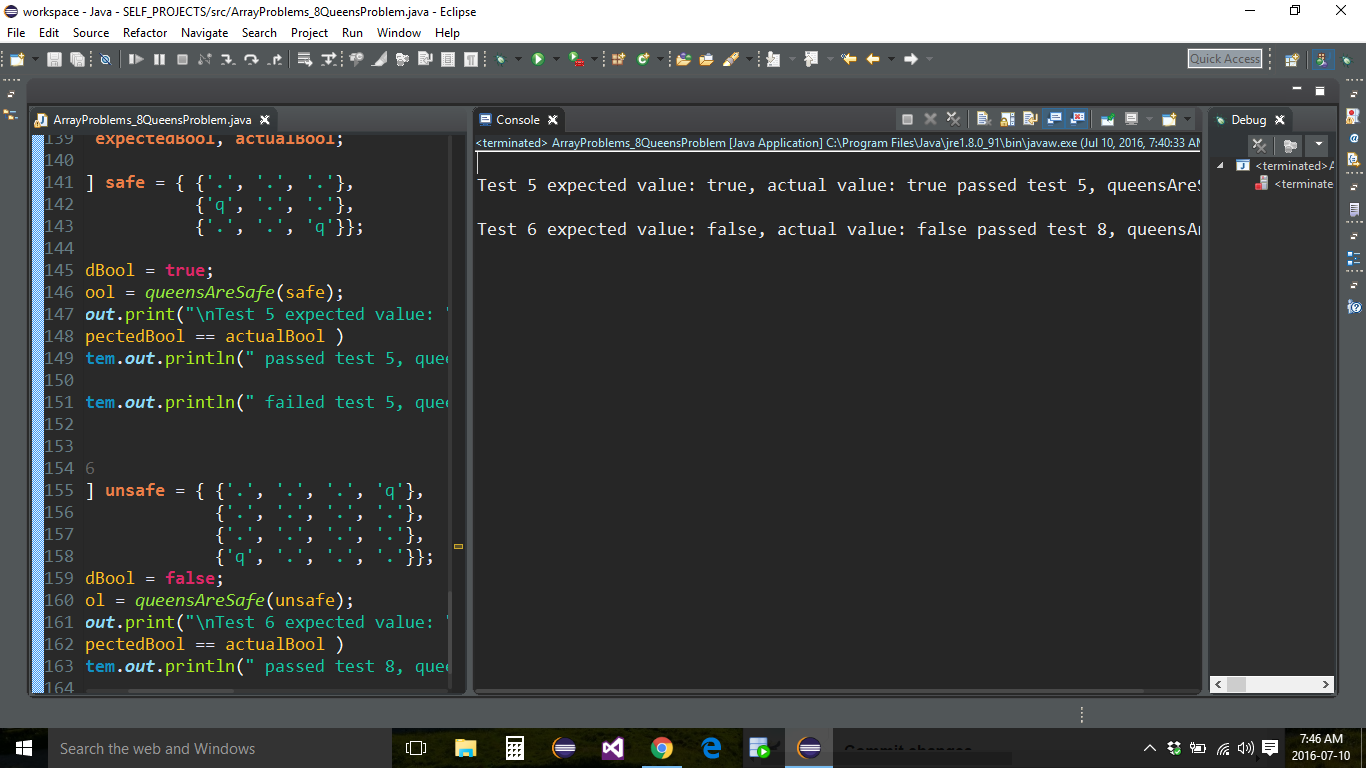 workspace - Java - SELF_PROJECTS/src/ArrayProblems_8QueensProblem.java - Eclipse
File Edit Source Refactor Navigate Search Project Run Window Help
Quick Access
ArrayProblems_8QueensProblem.java
139 expectedBool, actualBool;
140
141 ] safe = { {'.', '.', '.'},
142 {'q', '.', '.'},
143 {'.', '.', 'q'}};
144
145 dBool = true;
146 ool = queensAreSafe(safe);
147 out.print("\nTest 5 expected value: "
148 pectedBool == actualBool )
149 tem.out.println(" passed test 5, quee
150
151 tem.out.println(" failed test 5, quee
152
153
154 6
155 ] unsafe = { {'.', '.', '.', 'q'},
156 {'.', '.', '.', '.'},
157 {'.', '.', '.', '.'},
158 {'q', '.', '.', '.'}};
159 dBool = false;
160 ol = queensAreSafe(unsafe);
161 out.print("\nTest 6 expected value: "
162 pectedBool == actualBool )
163 tem.out.println(" passed test 8, quee
164
Console
<terminated> ArrayProblems_8QueensProblem [Java Application] C:\Program Files\Java\jre1.8.0_91\bin\javaw.exe (Jul 10, 2016, 7:40:33 AM
Test 5 expected value: true, actual value: true passed test 5, queensAreS
Test 6 expected value: false, actual value: false passed test 8, queensAr
Debug
<terminated>A
<terminate
Search the web and Windows
Commit changes
7:46 AM
2016-07-10